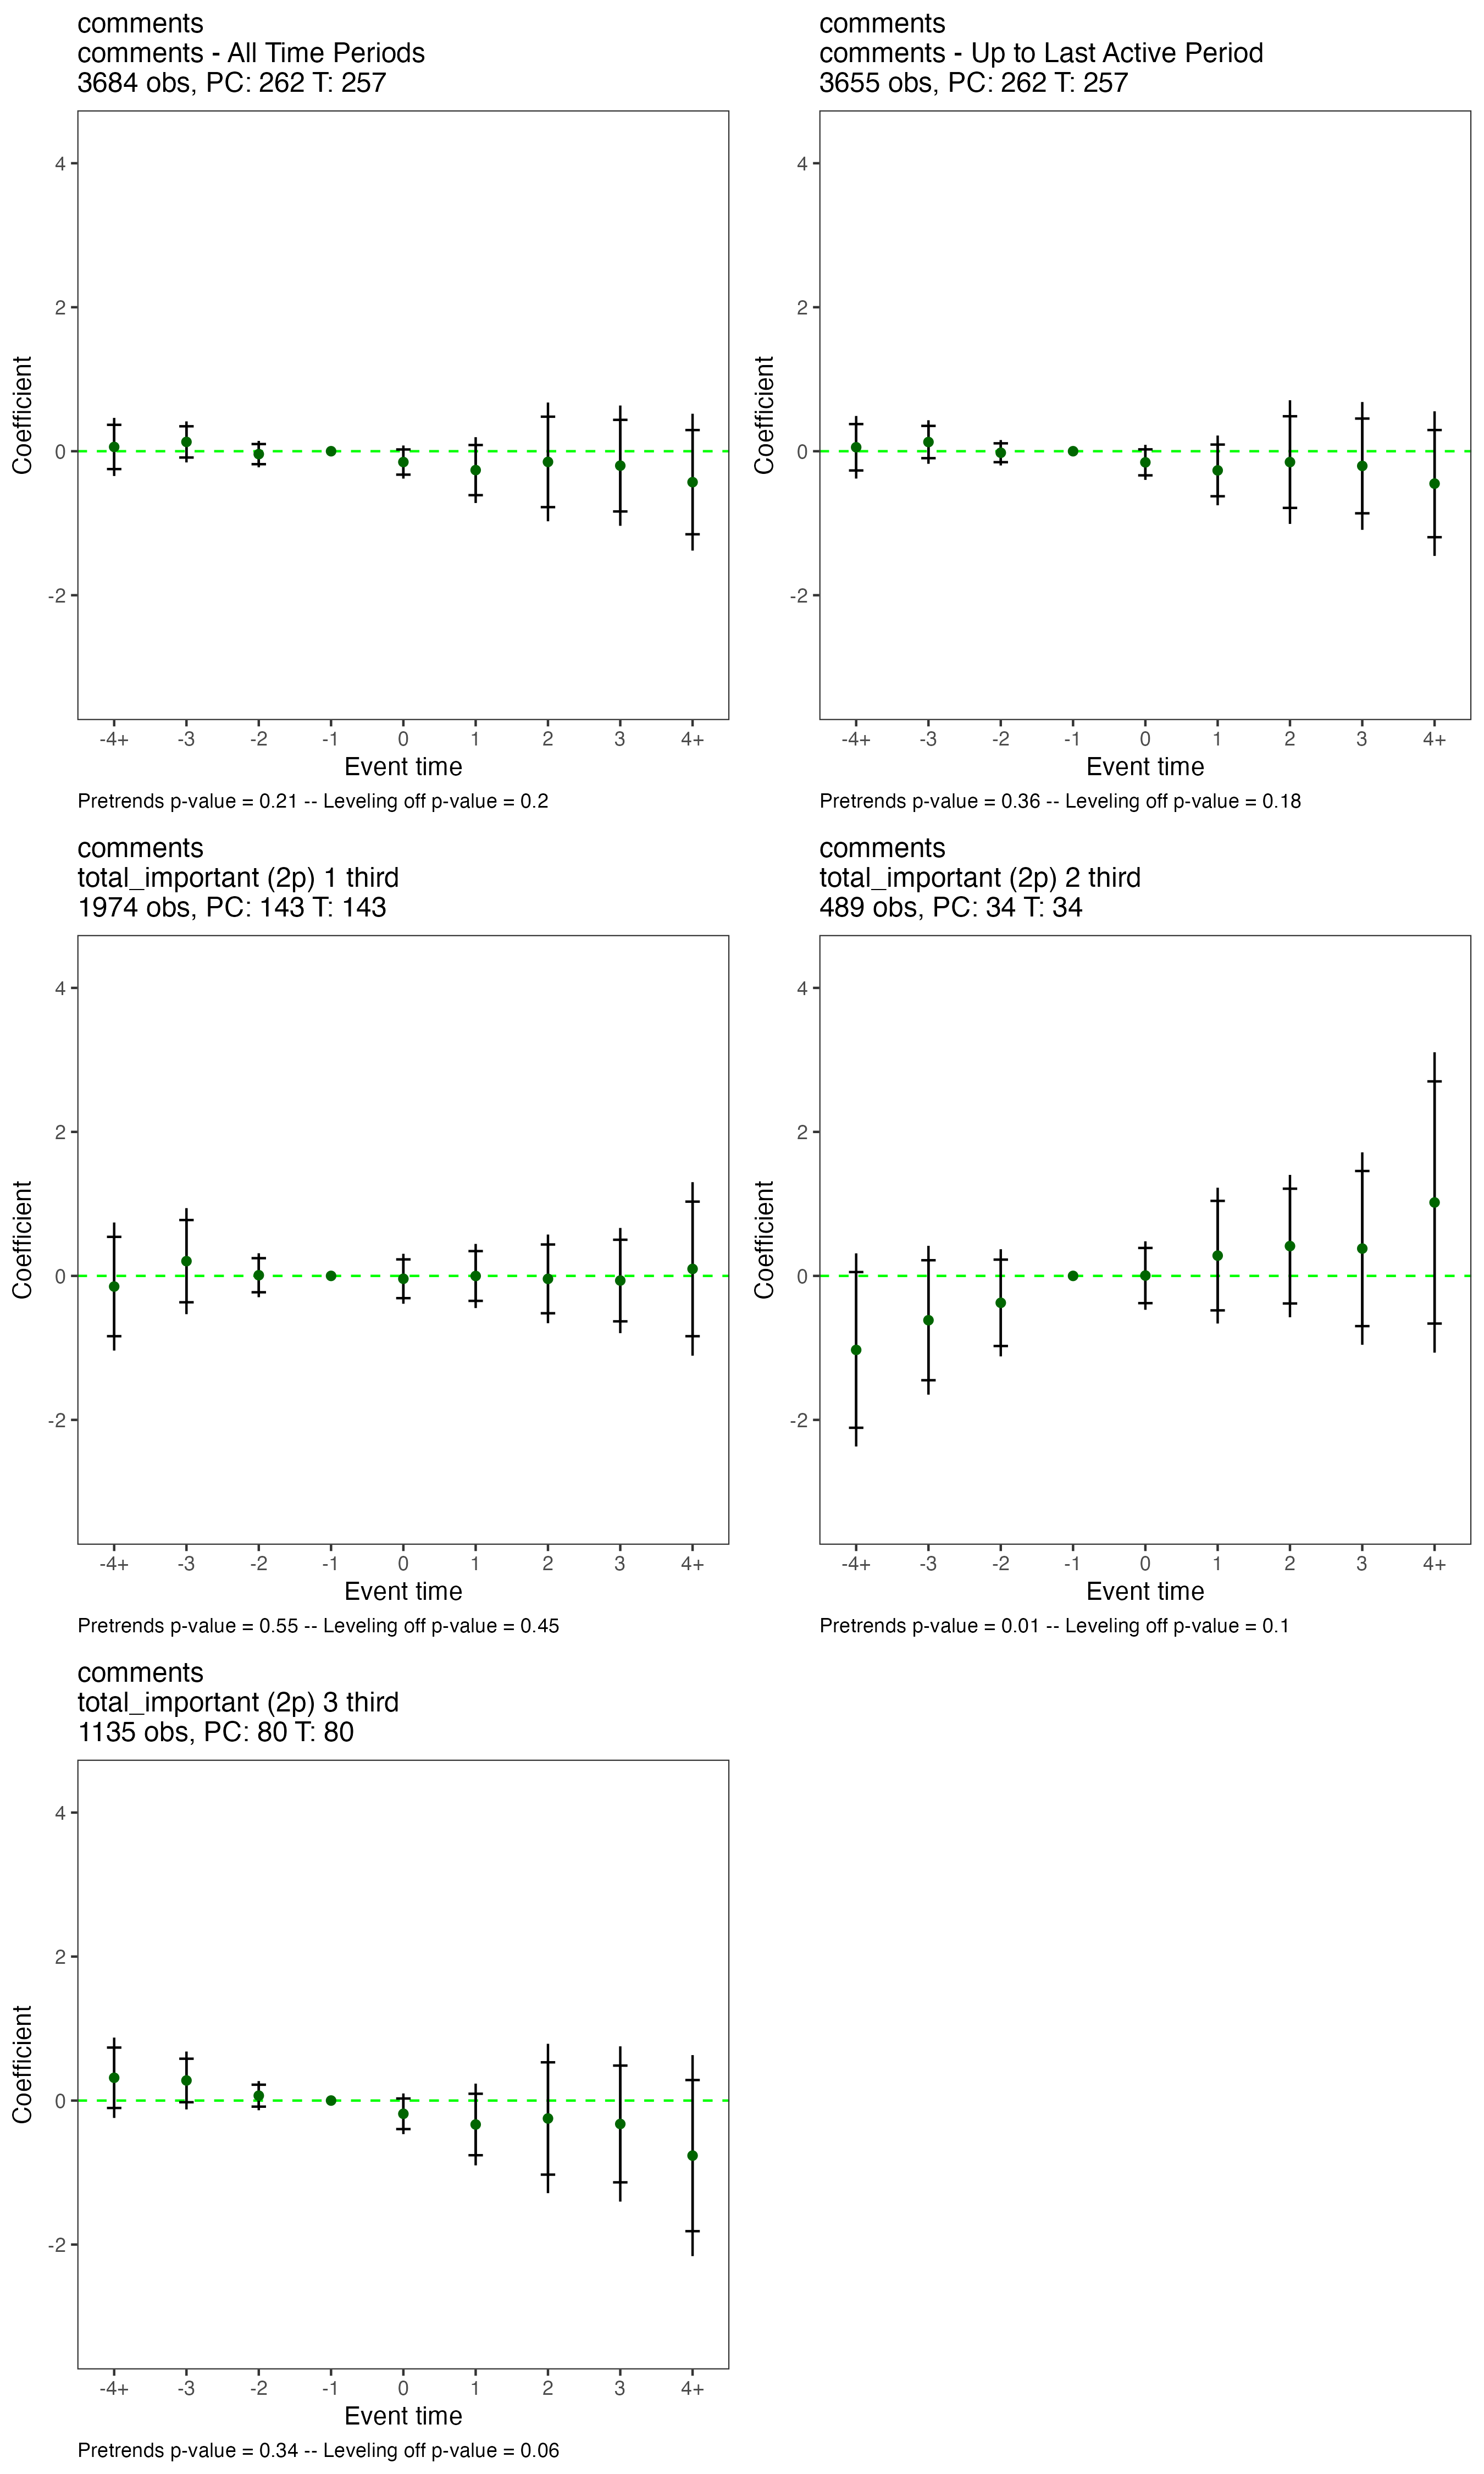 comments
comments - All Time Periods
3684 obs, PC: 262 T: 257
Coefficient
4
2
0
-2
-4+ -3 -2 -1 0 1 2 3 4+
Event time
Pretrends p-value = 0.21 -- Leveling off p-value = 0.2
comments
comments - Up to Last Active Period
3655 obs, PC: 262 T: 257
Coefficient
4
2
0
-2
-4+ -3 -2 -1 0 1 2 3 4+
Event time
Pretrends p-value = 0.36 -- Leveling off p-value = 0.18
comments
total_important (2p) 1 third
1974 obs, PC: 143 T: 143
Coefficient
4
2
0
-2
-4+ -3 -2 -1 0 1 2 3 4+
Event time
Pretrends p-value = 0.55 -- Leveling off p-value = 0.45
comments
total_important (2p) 2 third
489 obs, PC: 34 T: 34
Coefficient
4
2
0
-2
-4+ -3 -2 -1 0 1 2 3 4+
Event time
Pretrends p-value = 0.01 -- Leveling off p-value = 0.1
comments
total_important (2p) 3 third
1135 obs, PC: 80 T: 80
Coefficient
4
2
0
-2
-4+ -3 -2 -1 0 1 2 3 4+
Event time
Pretrends p-value = 0.34 -- Leveling off p-value = 0.06